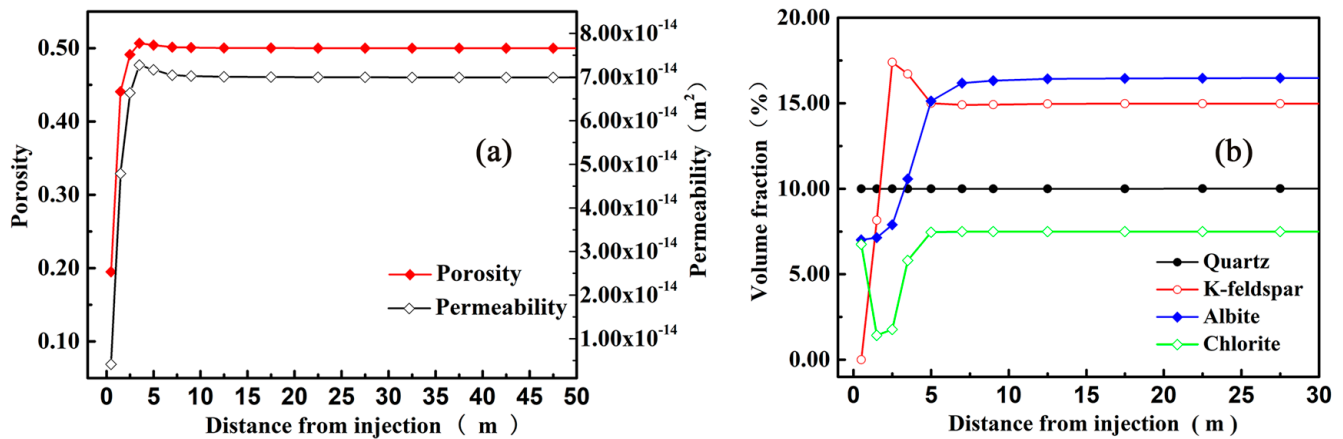 0.50
0.40
0.30
0.20
0.10
Porosity
(a)
Porosity
Permeability
8.00x10⁻¹⁴
7.00x10⁻¹⁴
6.00x10⁻¹⁴
5.00x10⁻¹⁴
4.00x10⁻¹⁴
3.00x10⁻¹⁴
2.00x10⁻¹⁴
1.00x10⁻¹⁴
Permeability（m²）
0 5 10 15 20 25 30 35 40 45 50
Distance from injection （ m）
20.00
15.00
10.00
5.00
0.00
Volume fraction（%）
(b)
Quartz
K-feldspar
Albite
Chlorite
0 5 10 15 20 25 30
Distance from injection ( m )